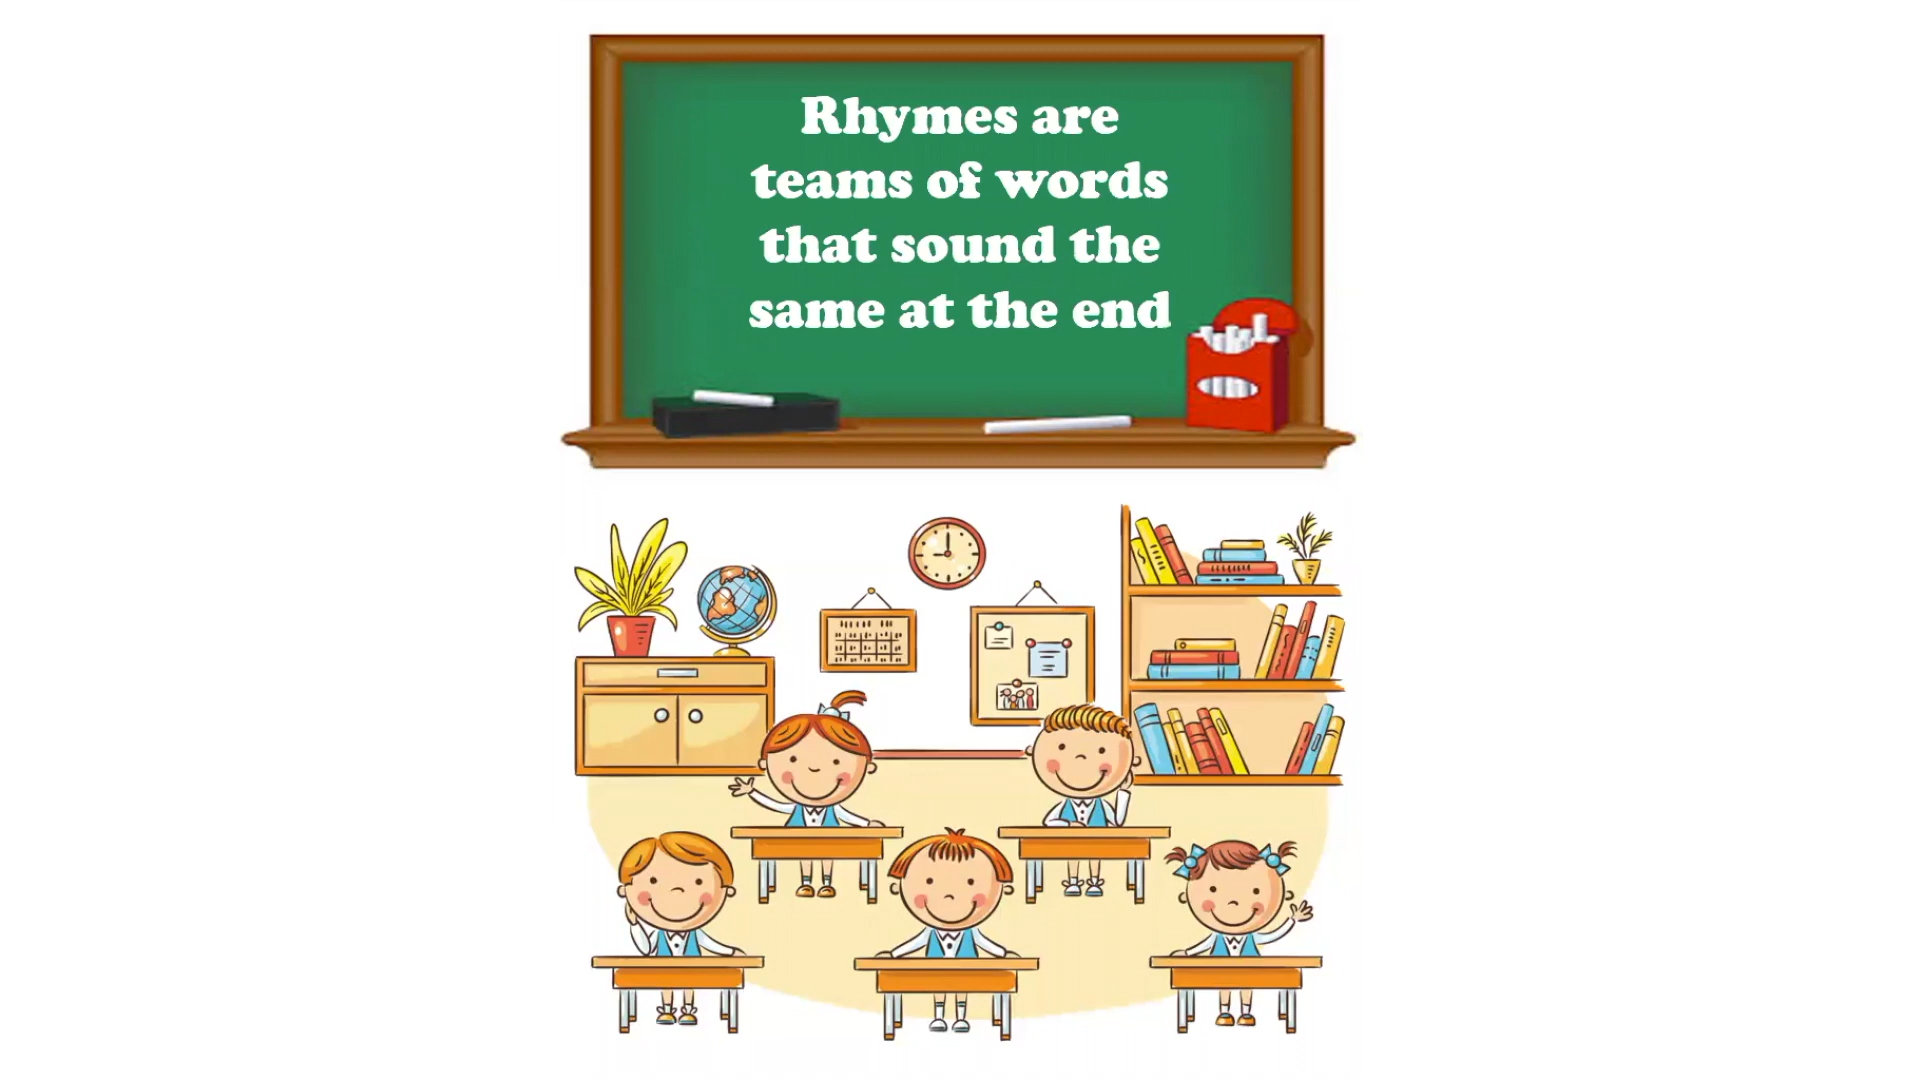 Rhymes are
teams of words
that sound the
same at the end